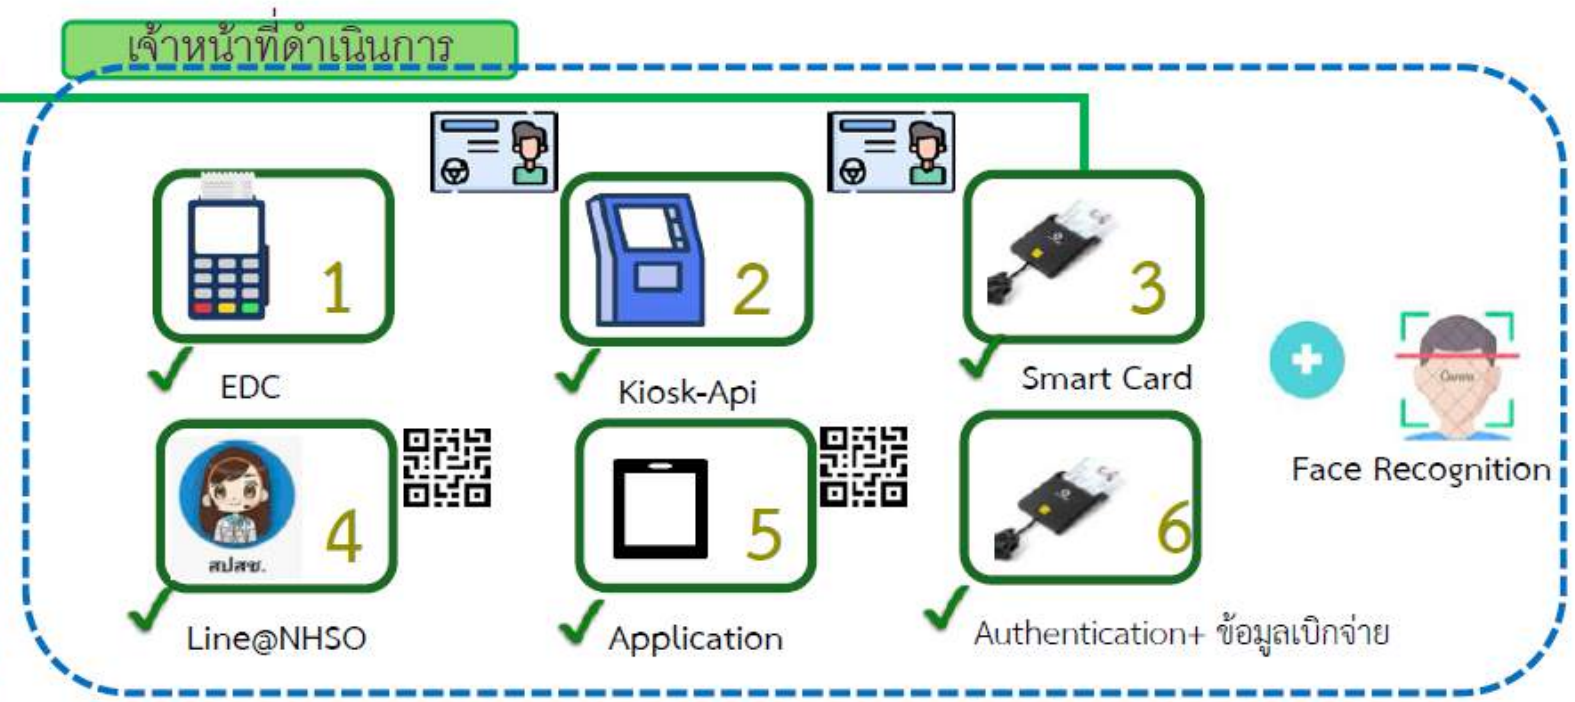 เจ้าหน้าที่ดำเนินการ
1
2
3
EDC
Kiosk-Api
Smart Card
Canva
Face Recognition
สปสช.
4
5
6
Line@NHSO
Application
Authentication+ ข้อมูลเบิกจ่าย